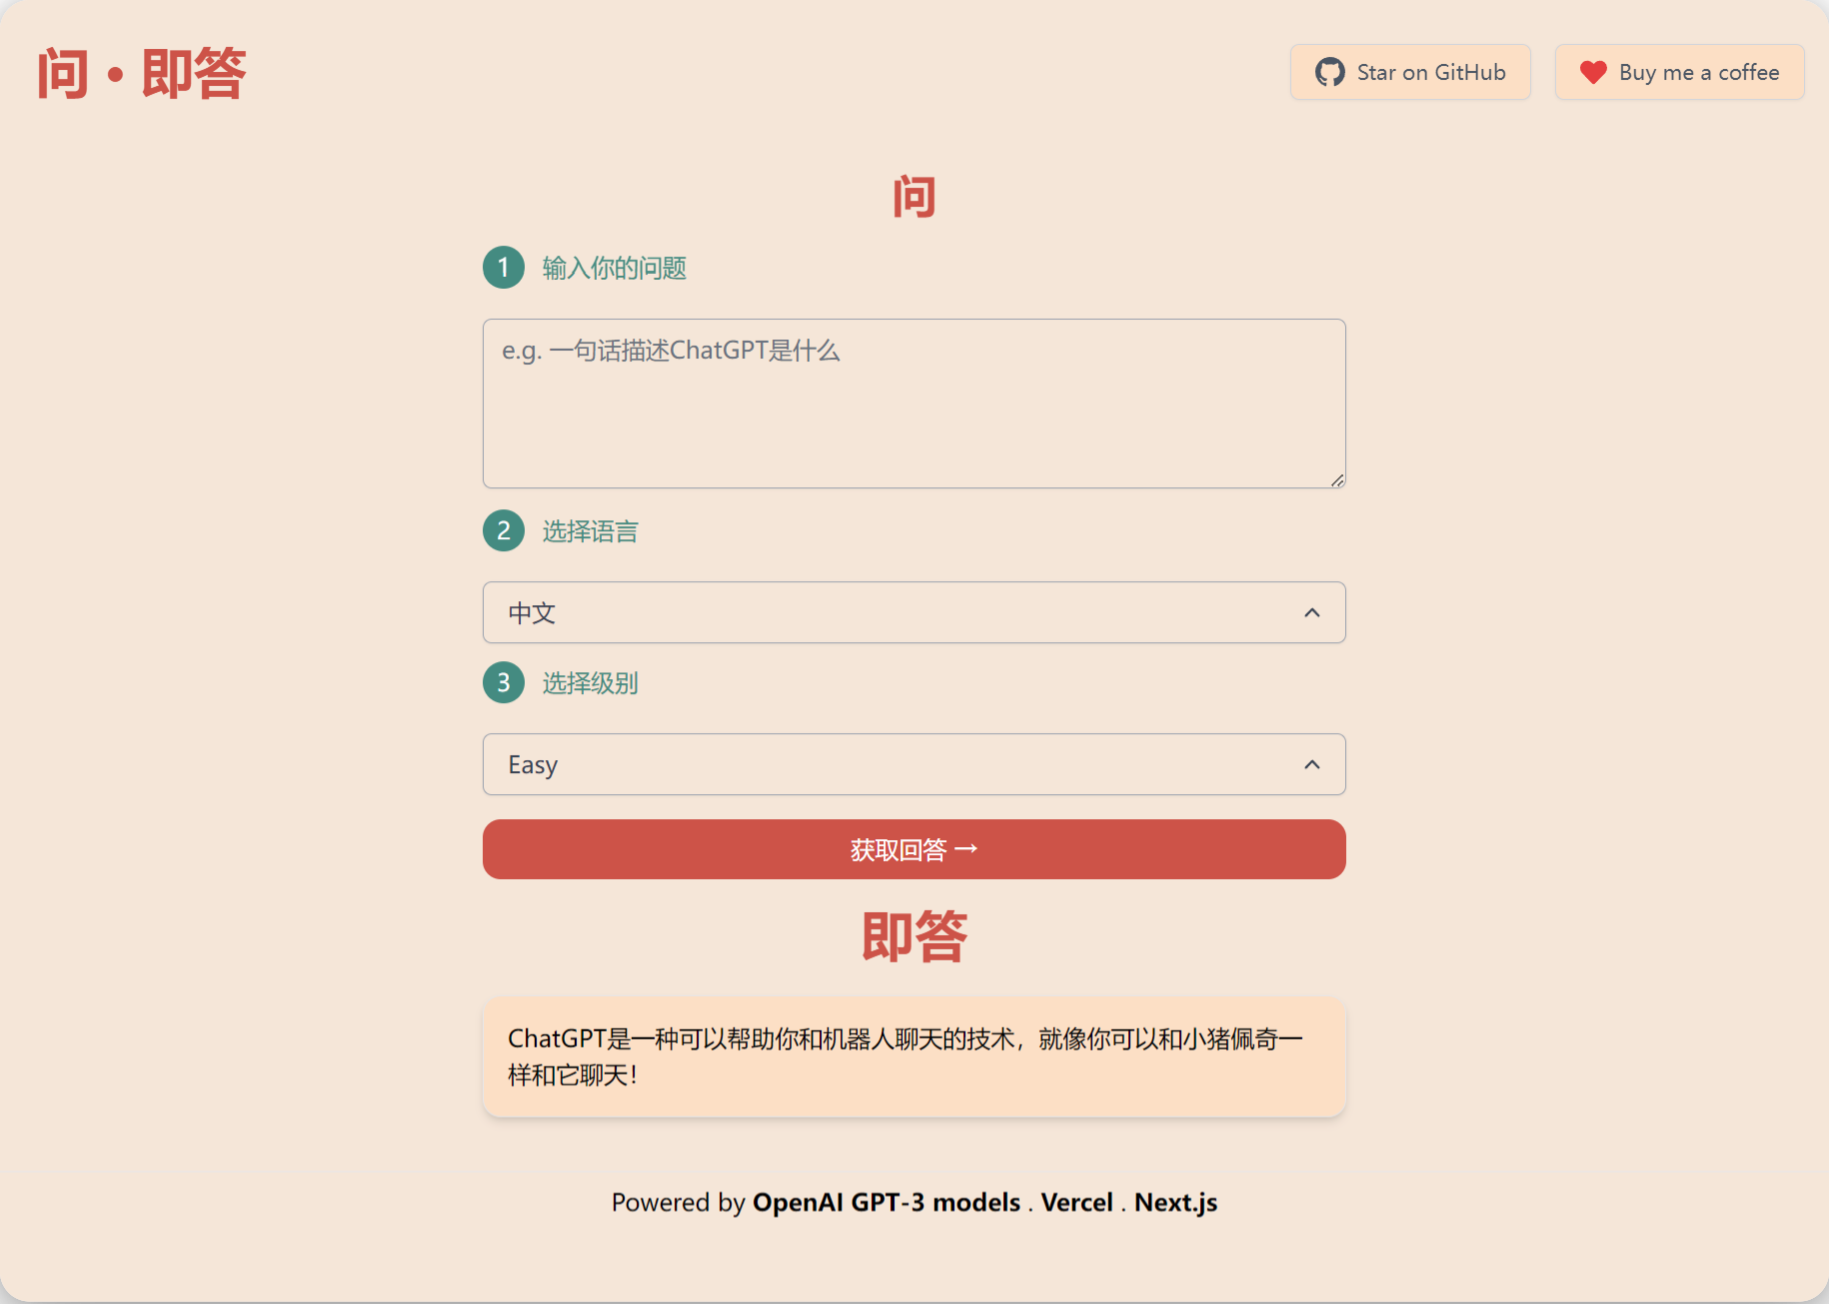 问·即答
Star on GitHub
Buy me a coffee
问
1 输入你的问题
e.g. 一句话描述ChatGPT是什么
2 选择语言
中文
3 选择级别
Easy
获取回答→
即答
ChatGPT是一种可以帮助你和机器人聊天的技术，就像你可以和小猪佩奇一
样和它聊天！
Powered by OpenAI GPT-3 models . Vercel . Next.js